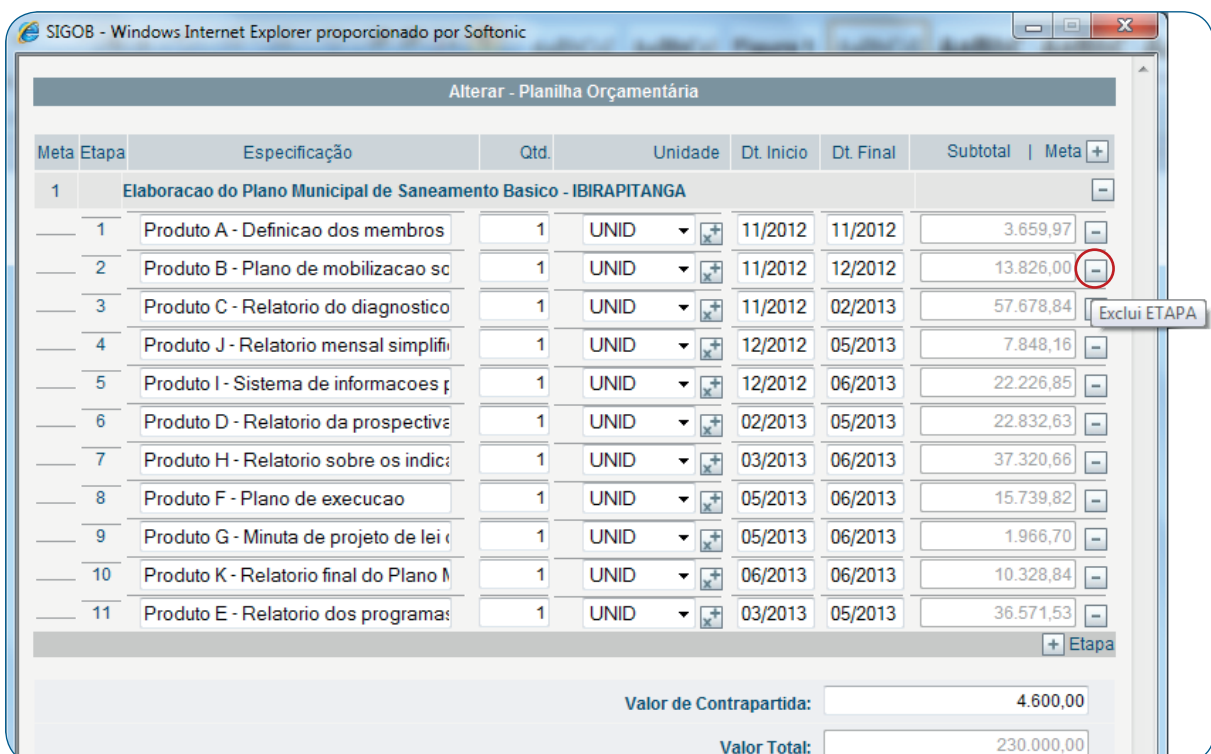 SIGOB - Windows Internet Explorer proporcionado por Softonic
Alterar - Planilha Orçamentária
Meta Etapa Especificação Qtd. Unidade Dt. Inicio Dt. Final Subtotal | Meta +
1 Elaboracao do Plano Municipal de Saneamento Basico - IBIRAPITANGA -
1 Produto A - Definicao dos membros 1 UNID 11/2012 11/2012 3.659,97 -
2 Produto B - Plano de mobilizacao sc 1 UNID 11/2012 12/2012 13.826,00 -
3 Produto C - Relatorio do diagnostico 1 UNID 11/2012 02/2013 57.678,84
Exclui ETAPA
4 Produto J - Relatorio mensal simplifi 1 UNID 12/2012 05/2013 7.848,16 -
5 Produto I - Sistema de informacoes p 1 UNID 12/2012 06/2013 22.226,85 -
6 Produto D - Relatorio da prospectiva 1 UNID 02/2013 05/2013 22.832,63 -
7 Produto H - Relatorio sobre os indica 1 UNID 03/2013 06/2013 37.320,66 -
8 Produto F - Plano de execucao 1 UNID 05/2013 06/2013 15.739,82 -
9 Produto G - Minuta de projeto de lei 1 UNID 05/2013 06/2013 1.966,70 -
10 Produto K - Relatorio final do Plano 1 UNID 06/2013 06/2013 10.328,84 -
11 Produto E - Relatorio dos programas 1 UNID 03/2013 05/2013 36.571,53 -
+ Etapa
Valor de Contrapartida: 4.600,00
Valor Total: 230.000,00